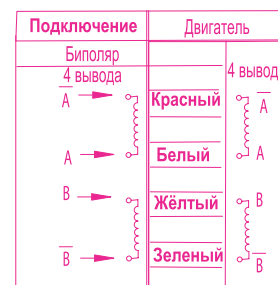 Подключение Двигатель
Биполяр
4 вывода 4 вывод
A̅ Красный A̅
A Белый A
B Жёлтый B
B̅ Зеленый B̅